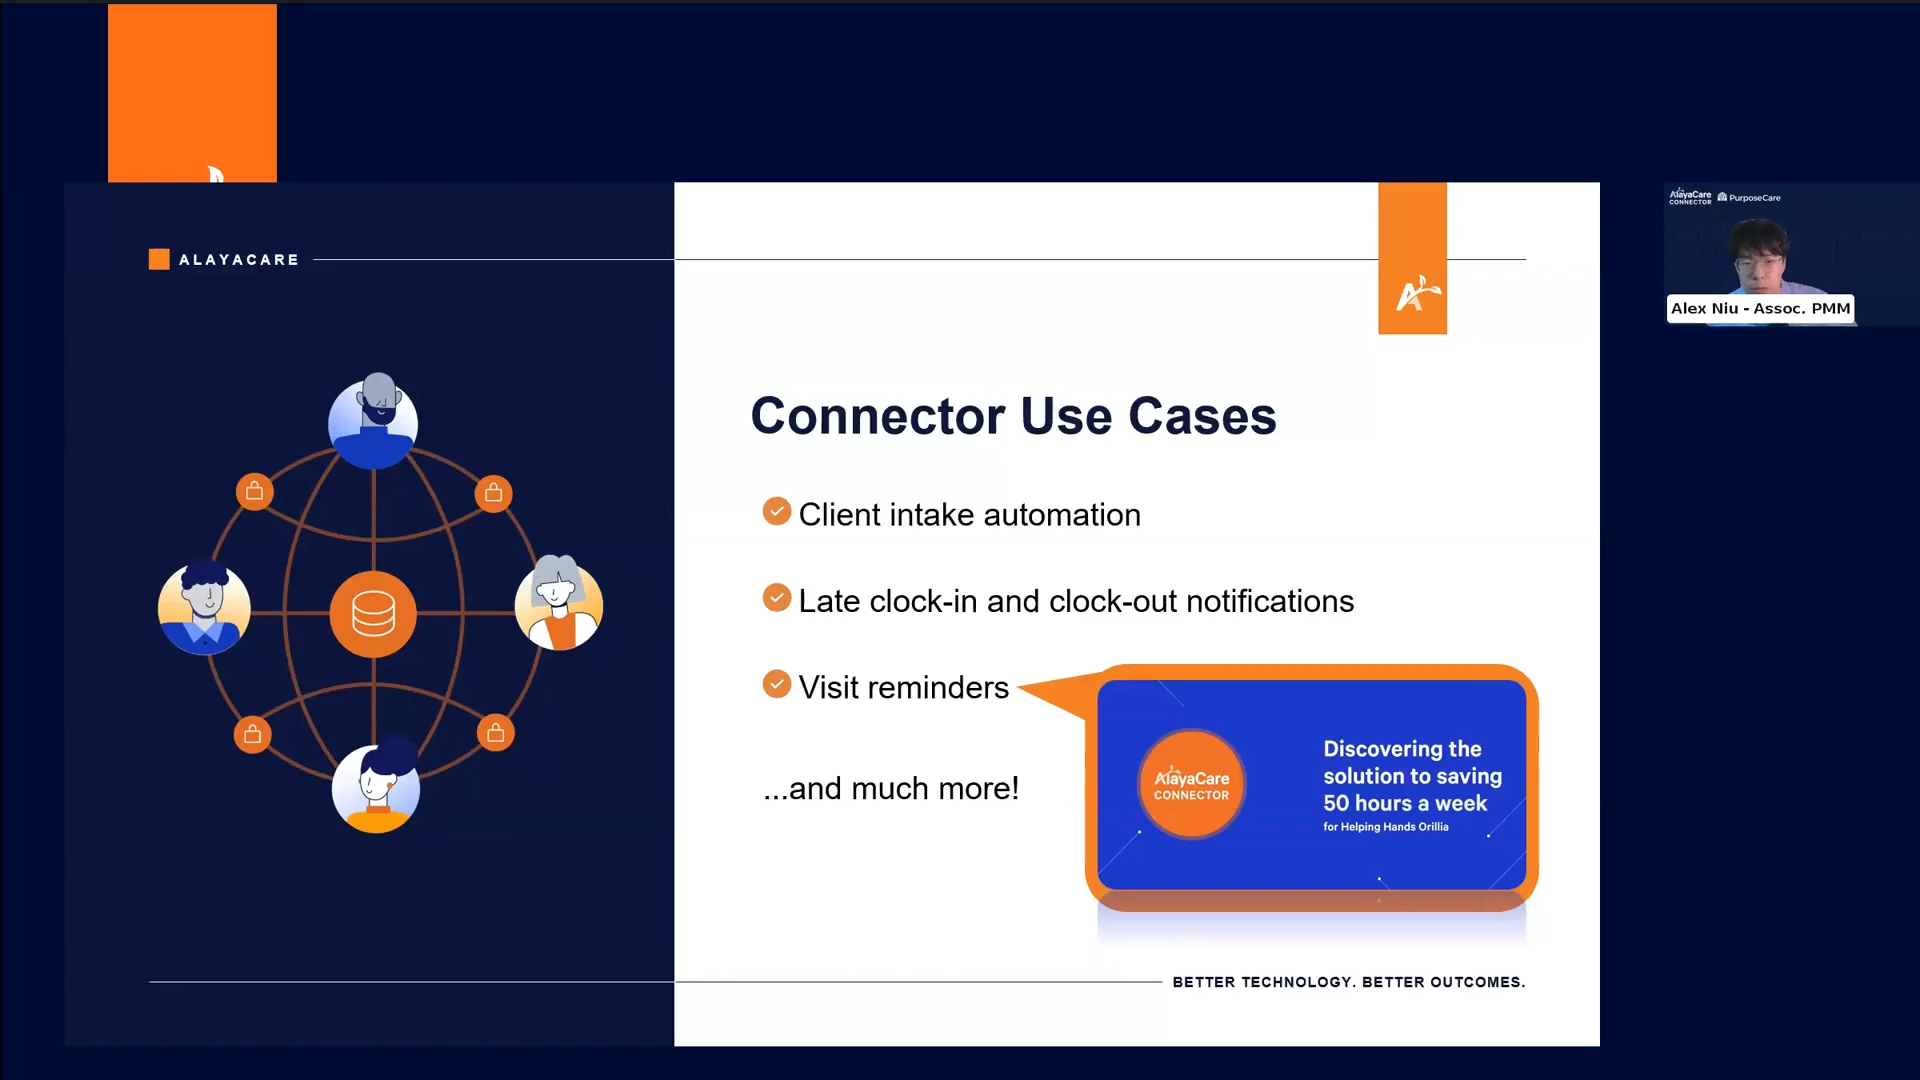 ALAYACARE
Connector Use Cases
Client intake automation
Late clock-in and clock-out notifications
Visit reminders
...and much more!
AlayaCare
CONNECTOR
Discovering the
solution to saving
50 hours a week
for Helping Hands Orillia
BETTER TECHNOLOGY. BETTER OUTCOMES.
AlayaCare
CONNECTOR
PurposeCare
Alex Niu - Assoc. PMM